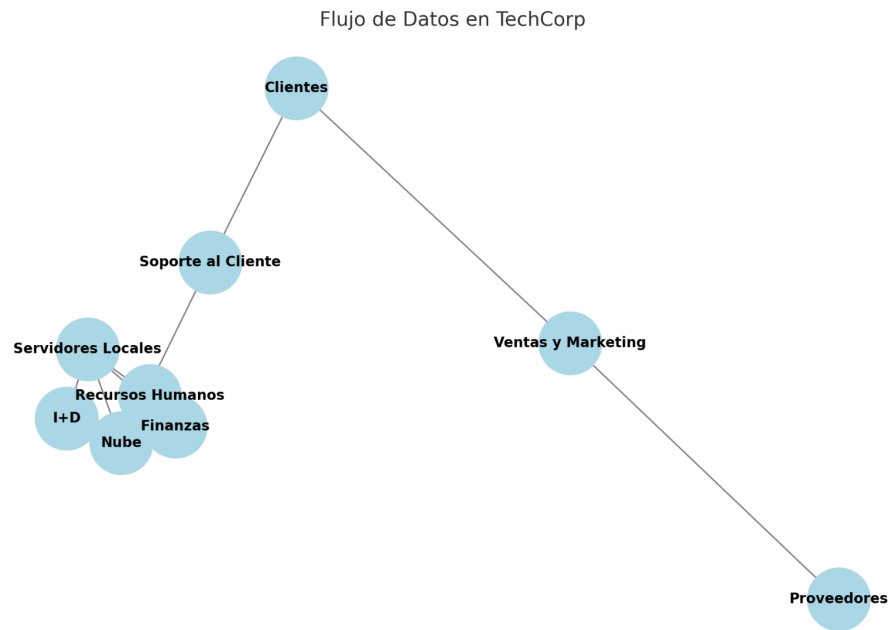 Flujo de Datos en TechCorp
Clientes
Soporte al Cliente
Ventas y Marketing
Servidores Locales
Recursos Humanos
I+D
Finanzas
Nube
Proveedores